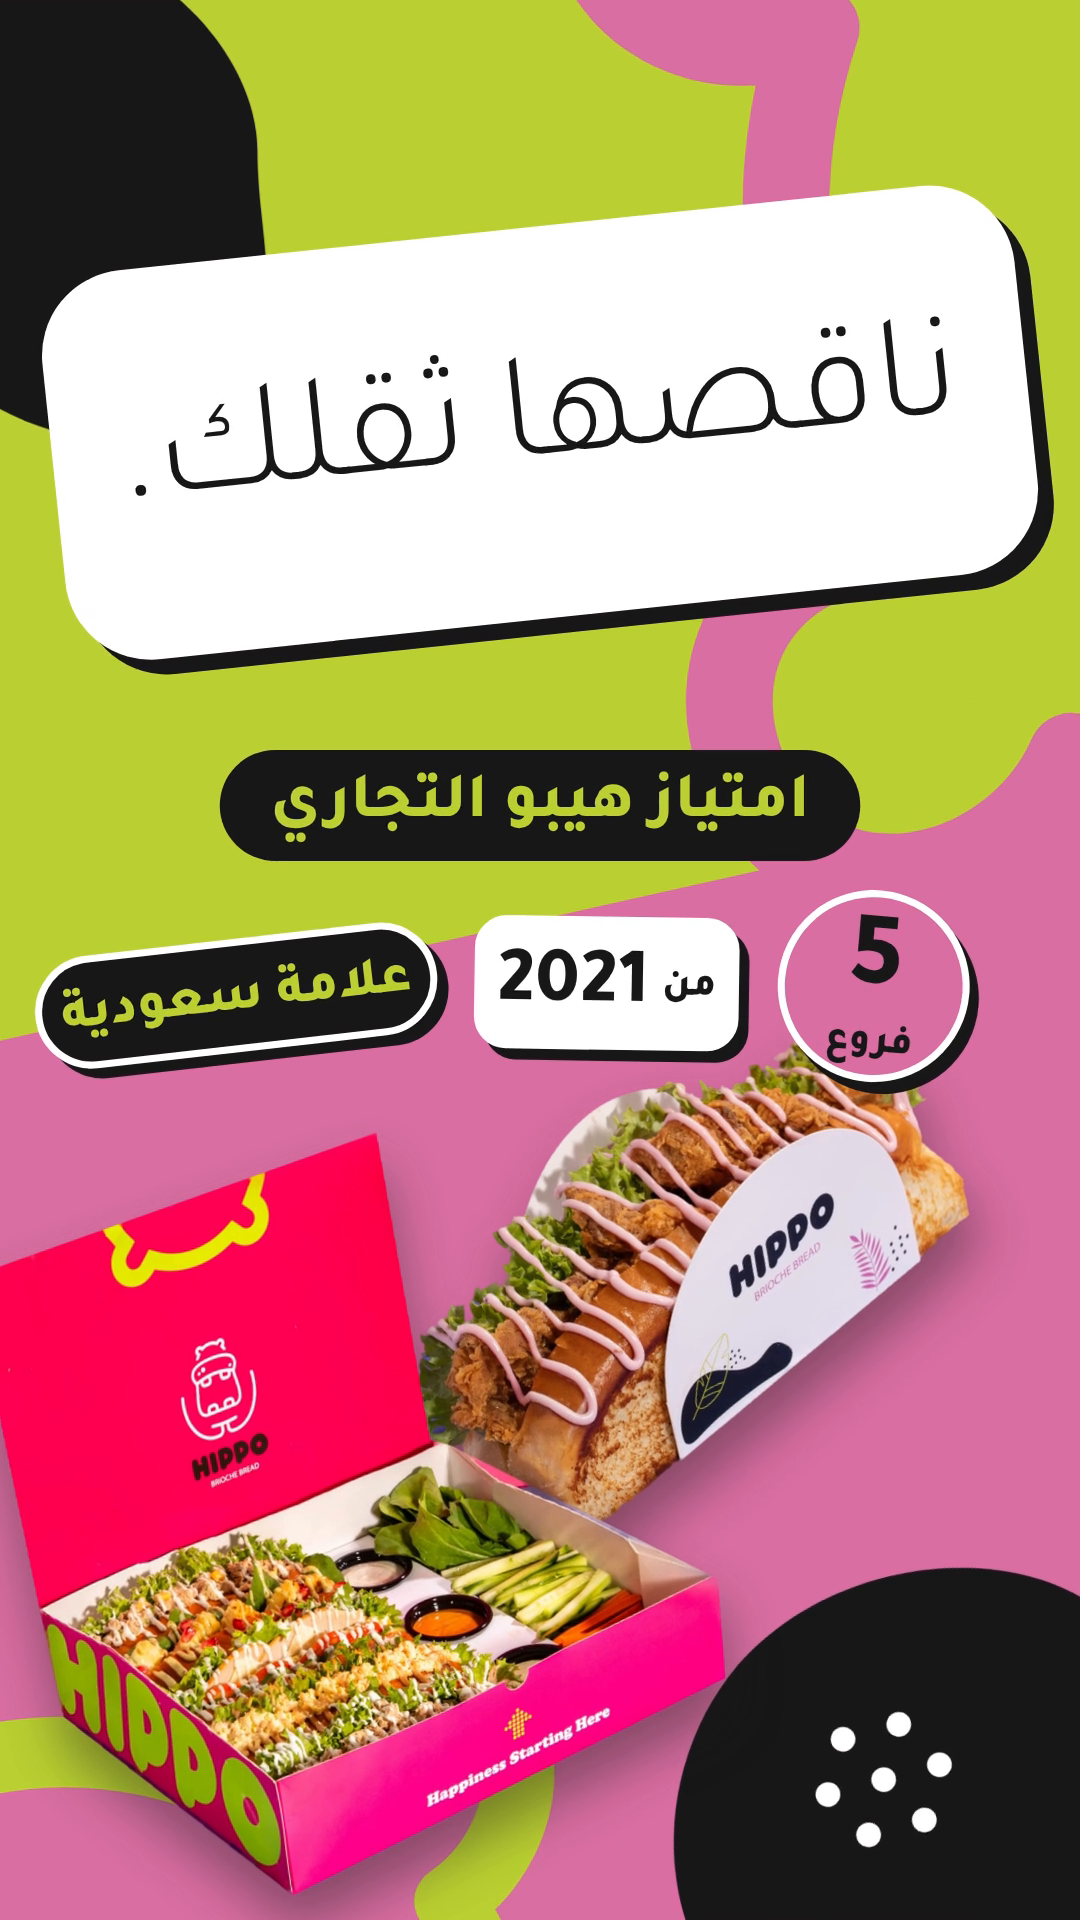 ناقصها ثقلك.
امتياز هيبو التجاري
5
فروع
من 2021
علامة سعودية
HIPPO
BRIOCHE BREAD
HIPPO
BRIOCHE BREAD
HIPPO
Happiness Starting Here